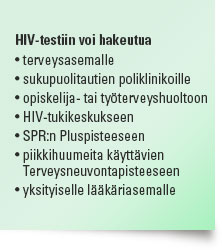 HIV-testiin voi hakeutua
• terveysasemalle
• sukupuolitautien poliklinikoille
• opiskelija- tai työterveyshuoltoon
• HIV-tukikeskukseen
• SPR:n Pluspisteeseen
• piikkihuumeita käyttävien
Terveysneuvontapisteeseen
• yksityiselle lääkäriasemalle